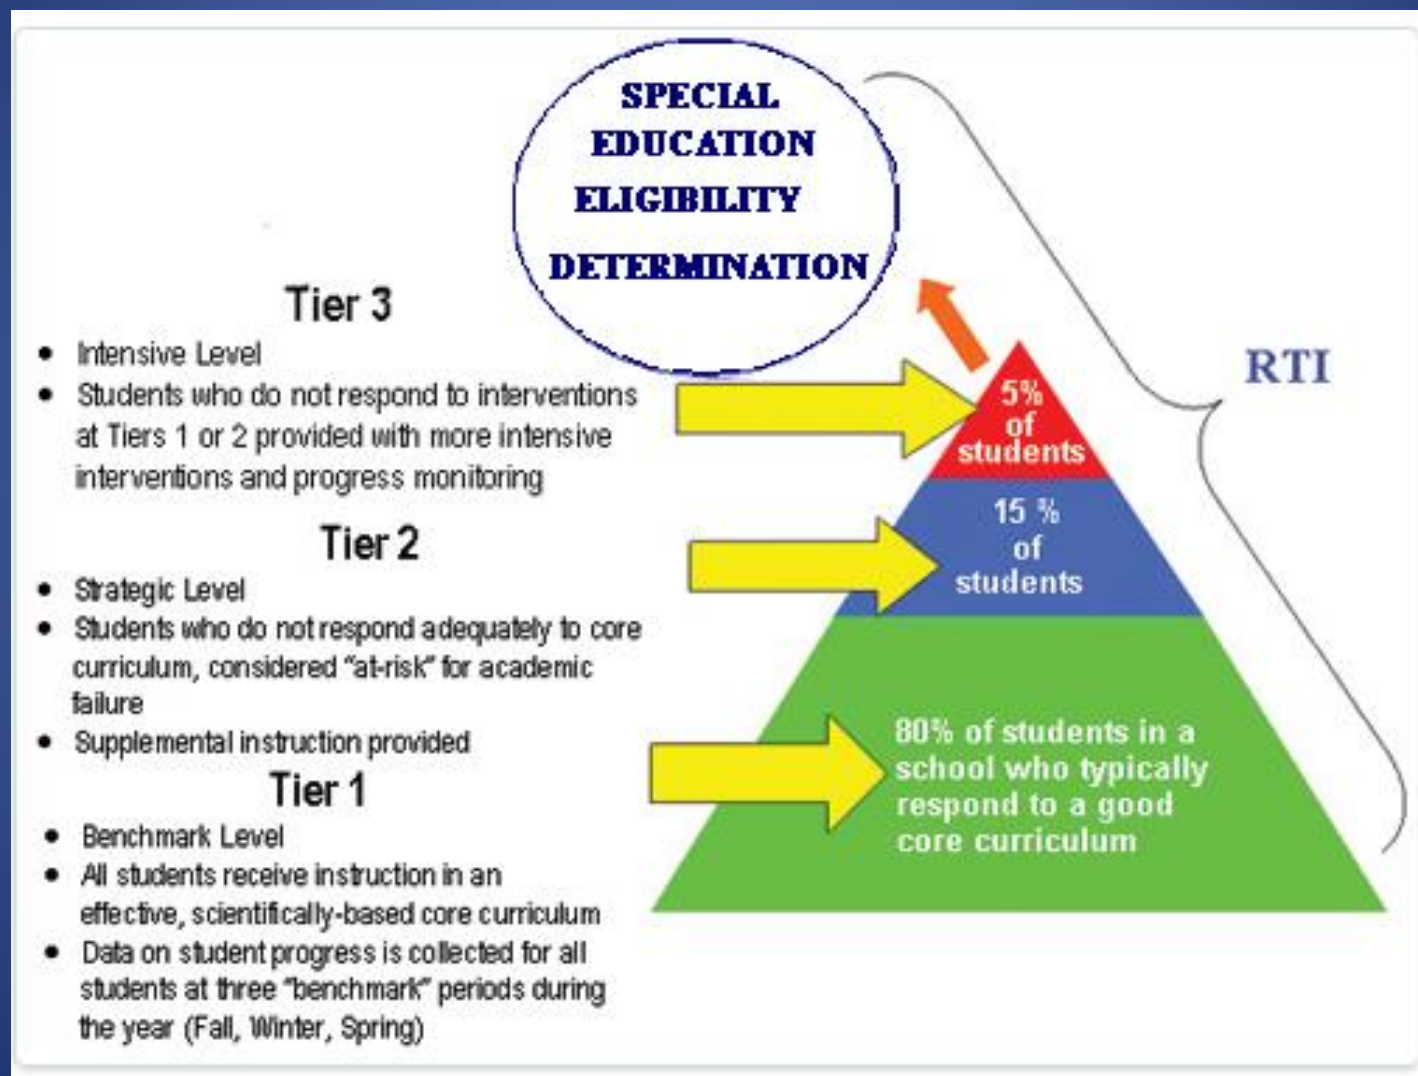 SPECIAL
EDUCATION
ELIGIBILITY
DETERMINATION
Tier 3
• Intensive Level
• Students who do not respond to interventions
at Tiers 1 or 2 provided with more intensive
interventions and progress monitoring
Tier 2
• Strategic Level
• Students who do not respond adequately to core
curriculum, considered "at-risk" for academic
failure
• Supplemental instruction provided
Tier 1
• Benchmark Level
• All students receive instruction in an
effective, scientifically-based core curriculum
• Data on student progress is collected for all
students at three "benchmark" periods during
the year (Fall, Winter, Spring)
5%
of
students
15 %
of
students
80% of students in a
school who typically
respond to a good
core curriculum
RTI